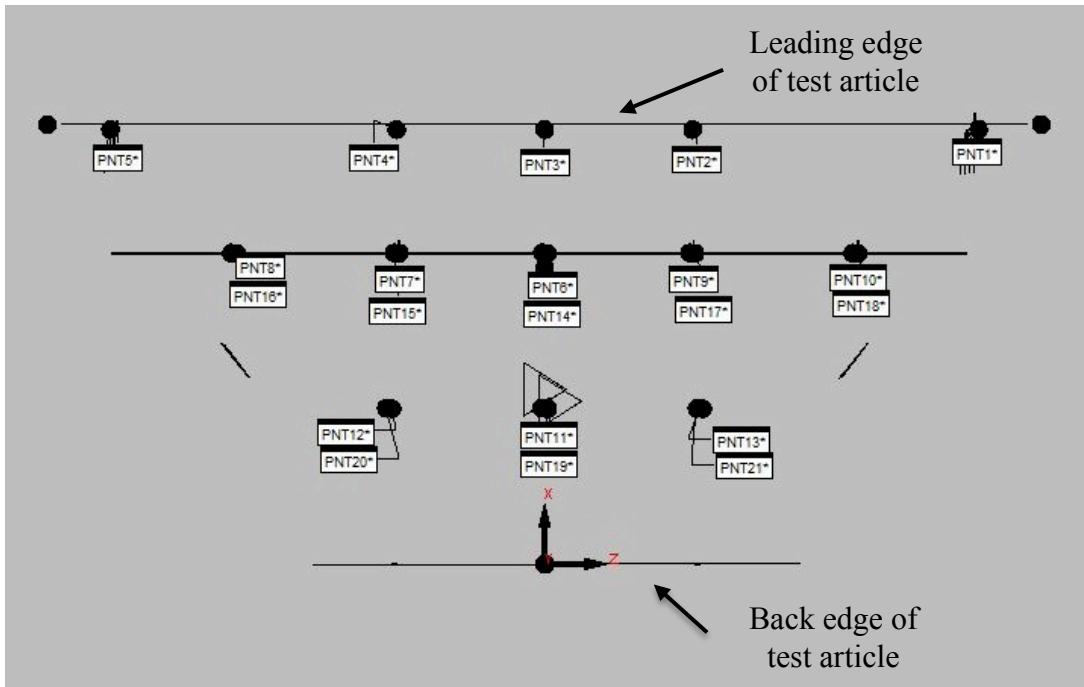 Leading edge
of test article
PNT5*
PNT4*
PNT3*
PNT2*
PNT1*
PNT8*
PNT16*
PNT7*
PNT15*
PNT6*
PNT14*
PNT9*
PNT17*
PNT10*
PNT18*
PNT12*
PNT20*
PNT11*
PNT19*
PNT13*
PNT21*
X
Y
Z
Back edge of
test article